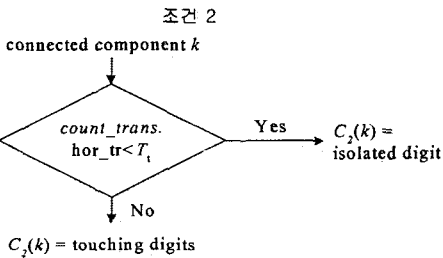 조건 2
connected component k
count_trans.
hor_tr<T_t
Yes
C_2(k) =
isolated digit
No
C_2(k) = touching digits